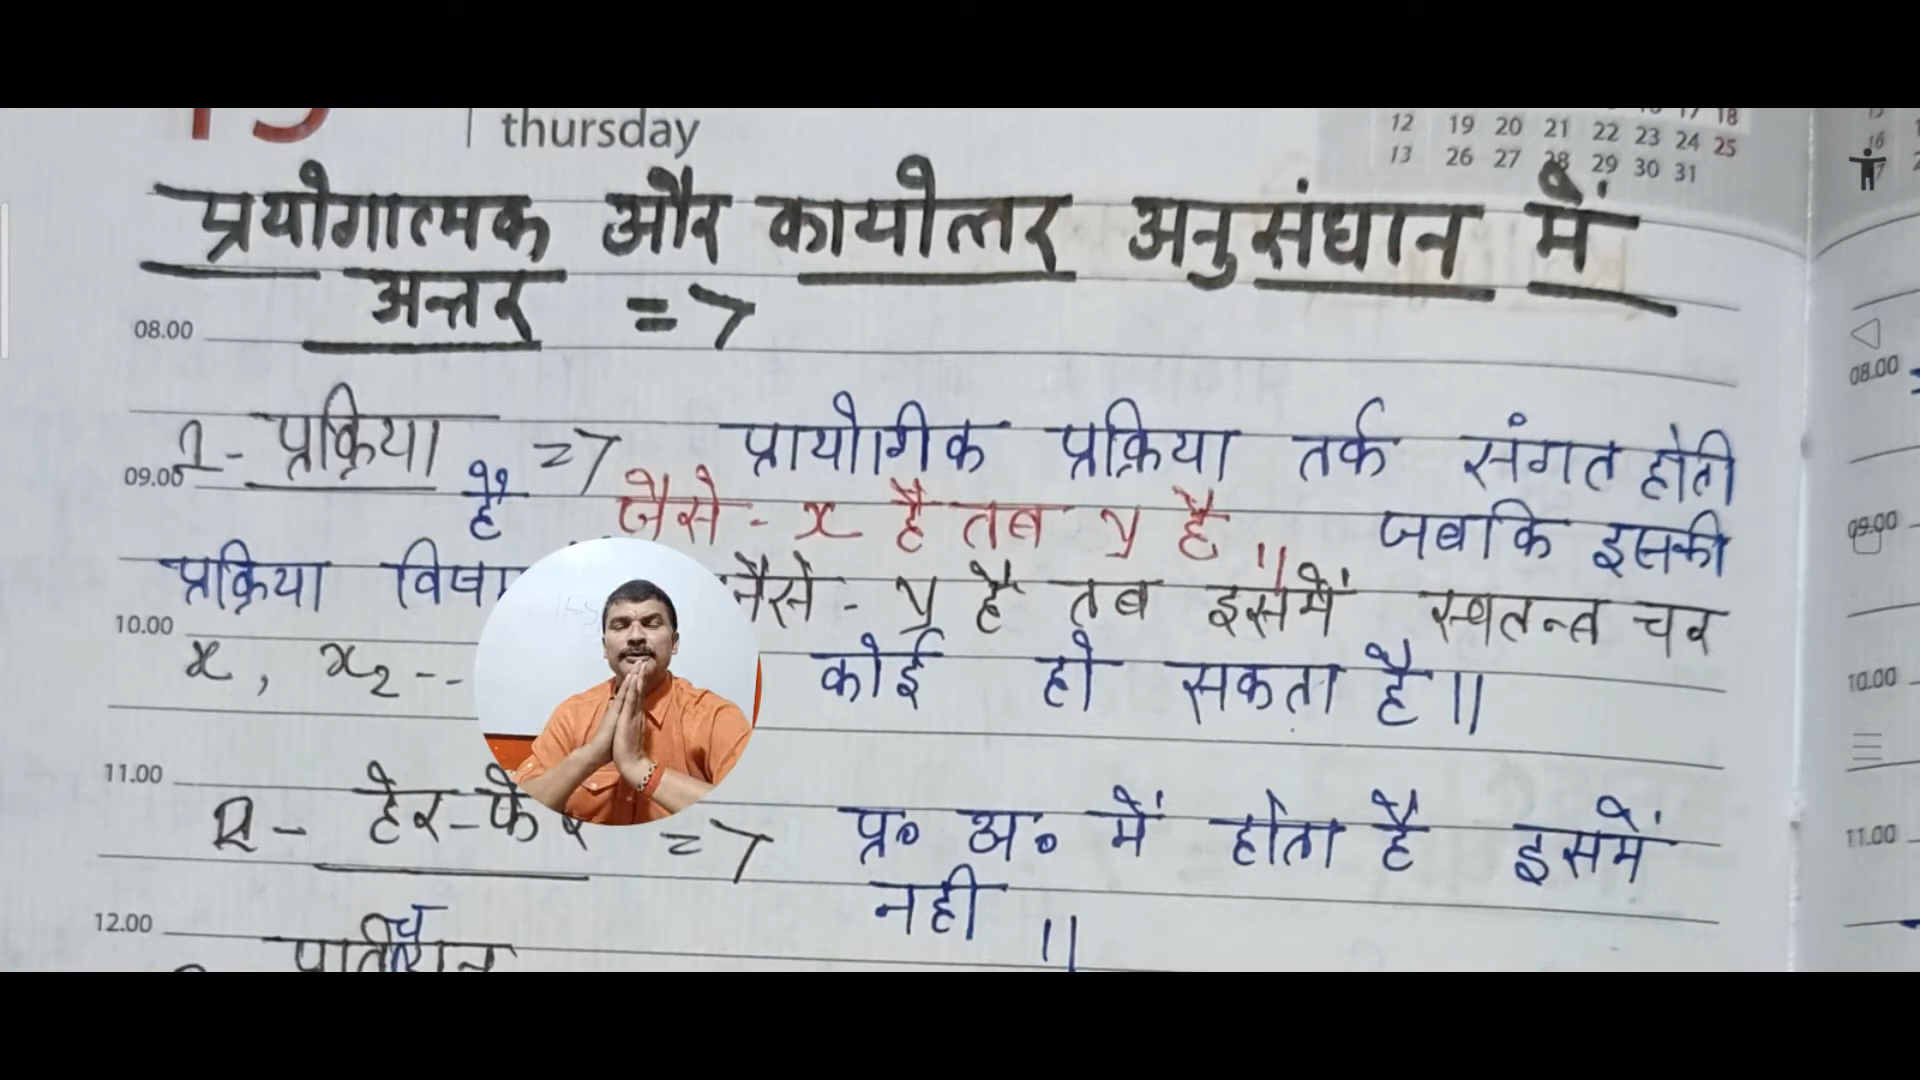 thursday
12 19 20 21 22 23 24 25
13 26 27 28 29 30 31
प्रयोगात्मक और कार्योत्तर अनुसंधान में
अन्तर =>
08.00
1- प्रक्रिया => प्रायोगिक प्रक्रिया तर्क संगत होती
09.00
है जैसे - x है तब y है ॥ जबकि इसकी
प्रक्रिया जैसे - y है तब इसमें स्वतन्त्र चर
10.00
x, x2 -- कोई हो सकता है ॥
11.00
2- हेर-फेर => प्र० अ० में होता है इसमें
नही ॥
12.00
08.00
09.00
10.00
11.00